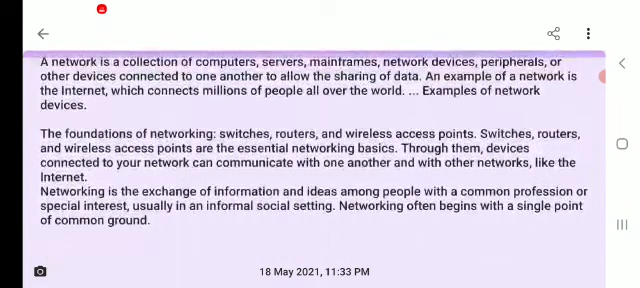 A network is a collection of computers, servers, mainframes, network devices, peripherals, or
other devices connected to one another to allow the sharing of data. An example of a network is
the Internet, which connects millions of people all over the world. ... Examples of network
devices.
The foundations of networking: switches, routers, and wireless access points. Switches, routers,
and wireless access points are the essential networking basics. Through them, devices
connected to your network can communicate with one another and with other networks, like the
Internet.
Networking is the exchange of information and ideas among people with a common profession or
special interest, usually in an informal social setting. Networking often begins with a single point
of common ground.
18 May 2021, 11:33 PM